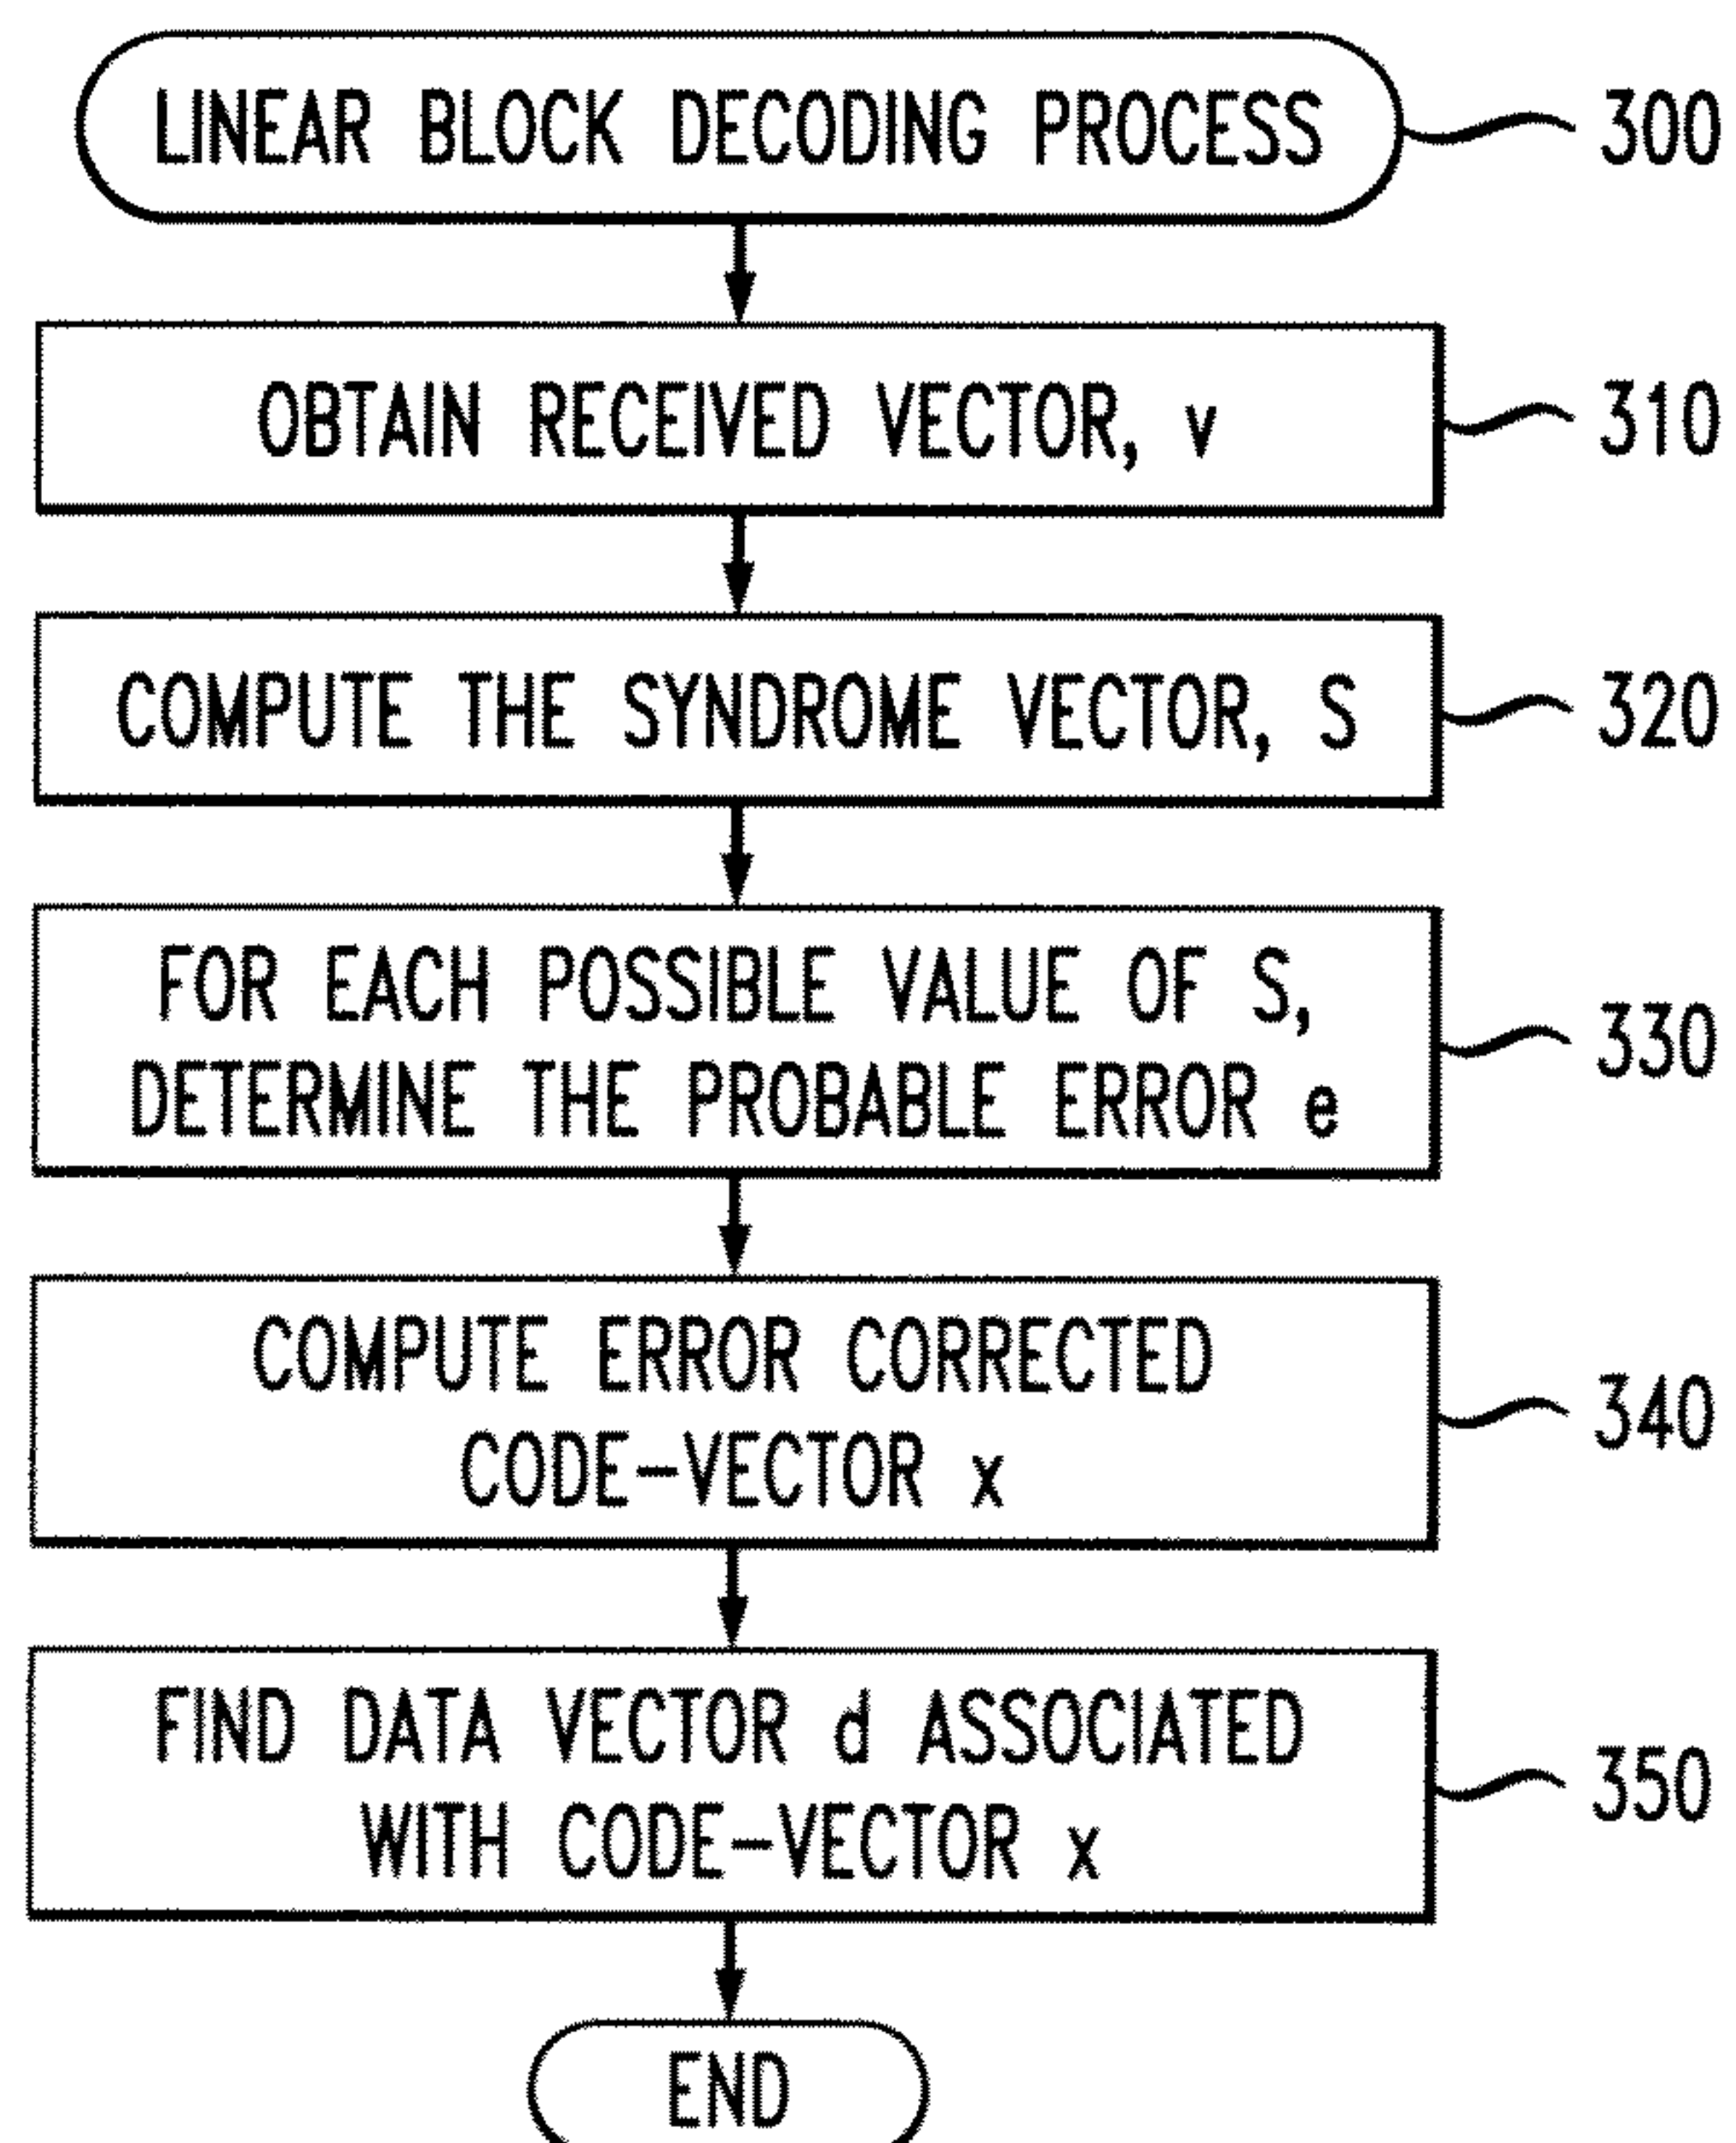 LINEAR BLOCK DECODING PROCESS 300
OBTAIN RECEIVED VECTOR, v 310
COMPUTE THE SYNDROME VECTOR, S 320
FOR EACH POSSIBLE VALUE OF S,
DETERMINE THE PROBABLE ERROR e
330
COMPUTE ERROR CORRECTED
CODE-VECTOR x
340
FIND DATA VECTOR d ASSOCIATED
WITH CODE-VECTOR x
350
END